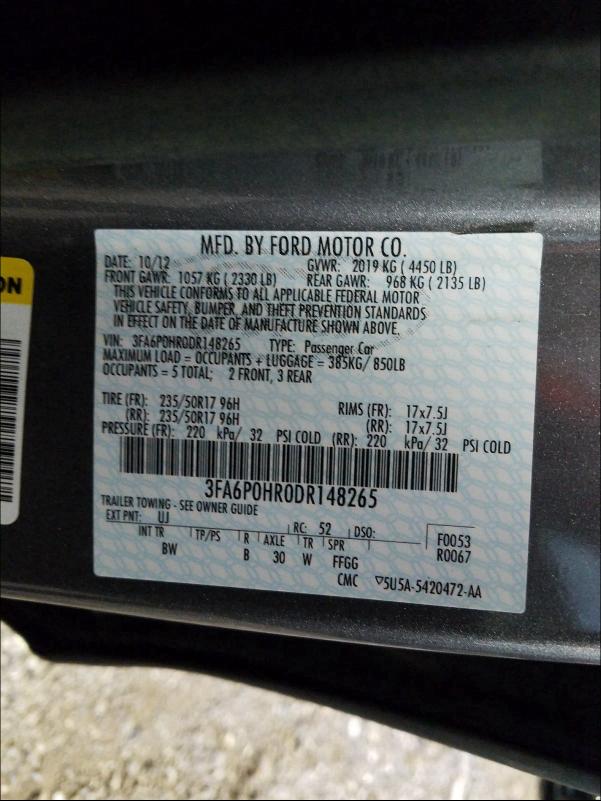 MFD. BY FORD MOTOR CO.
DATE: 10/12 GVWR: 2019 KG ( 4450 LB)
FRONT GAWR: 1057 KG ( 2330 LB) REAR GAWR: 968 KG ( 2135 LB)
THIS VEHICLE CONFORMS TO ALL APPLICABLE FEDERAL MOTOR
VEHICLE SAFETY, BUMPER, AND THEFT PREVENTION STANDARDS
IN EFFECT ON THE DATE OF MANUFACTURE SHOWN ABOVE.
VIN: 3FA6P0HR0DR148265 TYPE: Passenger Car
MAXIMUM LOAD = OCCUPANTS + LUGGAGE = 385KG/ 850LB
OCCUPANTS = 5 TOTAL; 2 FRONT, 3 REAR
TIRE (FR): 235/50R17 96H RIMS (FR): 17x7.5J
(RR): 235/50R17 96H (RR): 17x7.5J
PRESSURE (FR): 220 kPa/ 32 PSI COLD (RR): 220 kPa/ 32 PSI COLD
3FA6P0HR0DR148265
TRAILER TOWING - SEE OWNER GUIDE
EXT PNT: UJ RC: 52 DSO: F0053
INT TR TP/PS R AXLE TR SPR R0067
BW B 30 W FFGG
CMC ▽5U5A-5420472-AA
ON